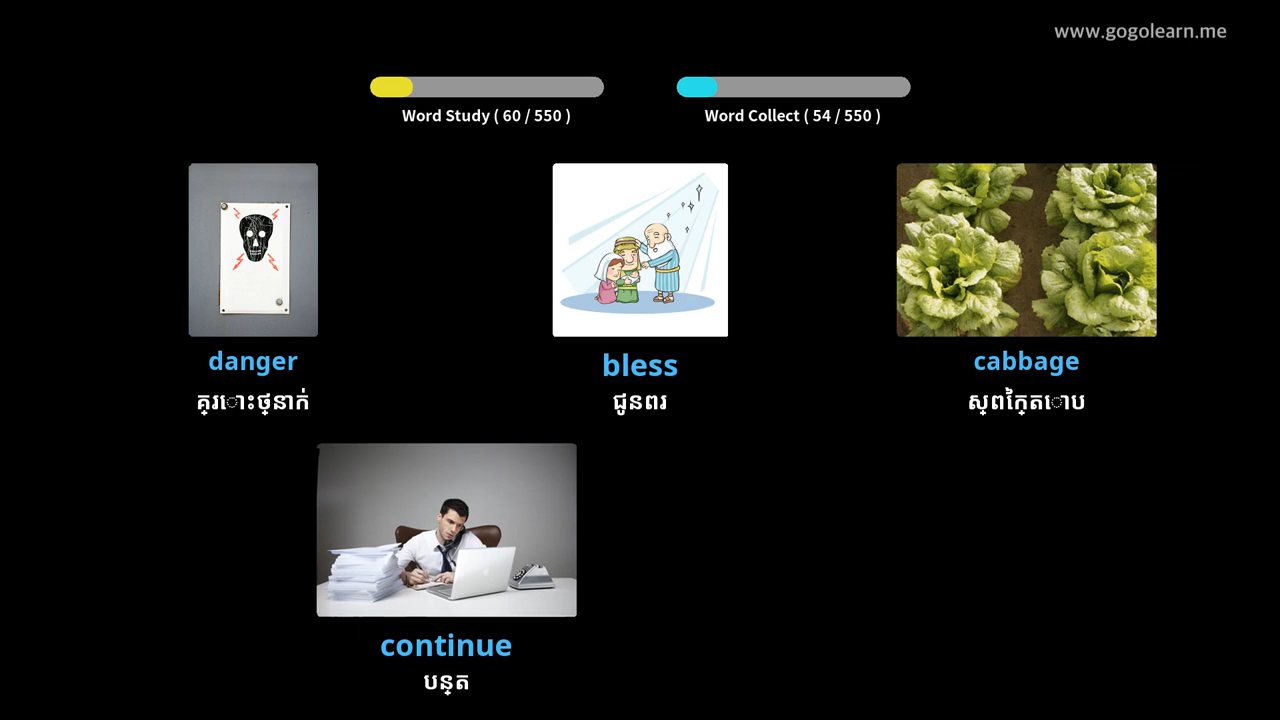 www.gogolearn.me
Word Study ( 60 / 550 )
Word Collect ( 54 / 550 )
danger
bless
cabbage
គ្រោះថ្នាក់
ជូនពរ
ស្ពក្តោប
continue
បន្ត